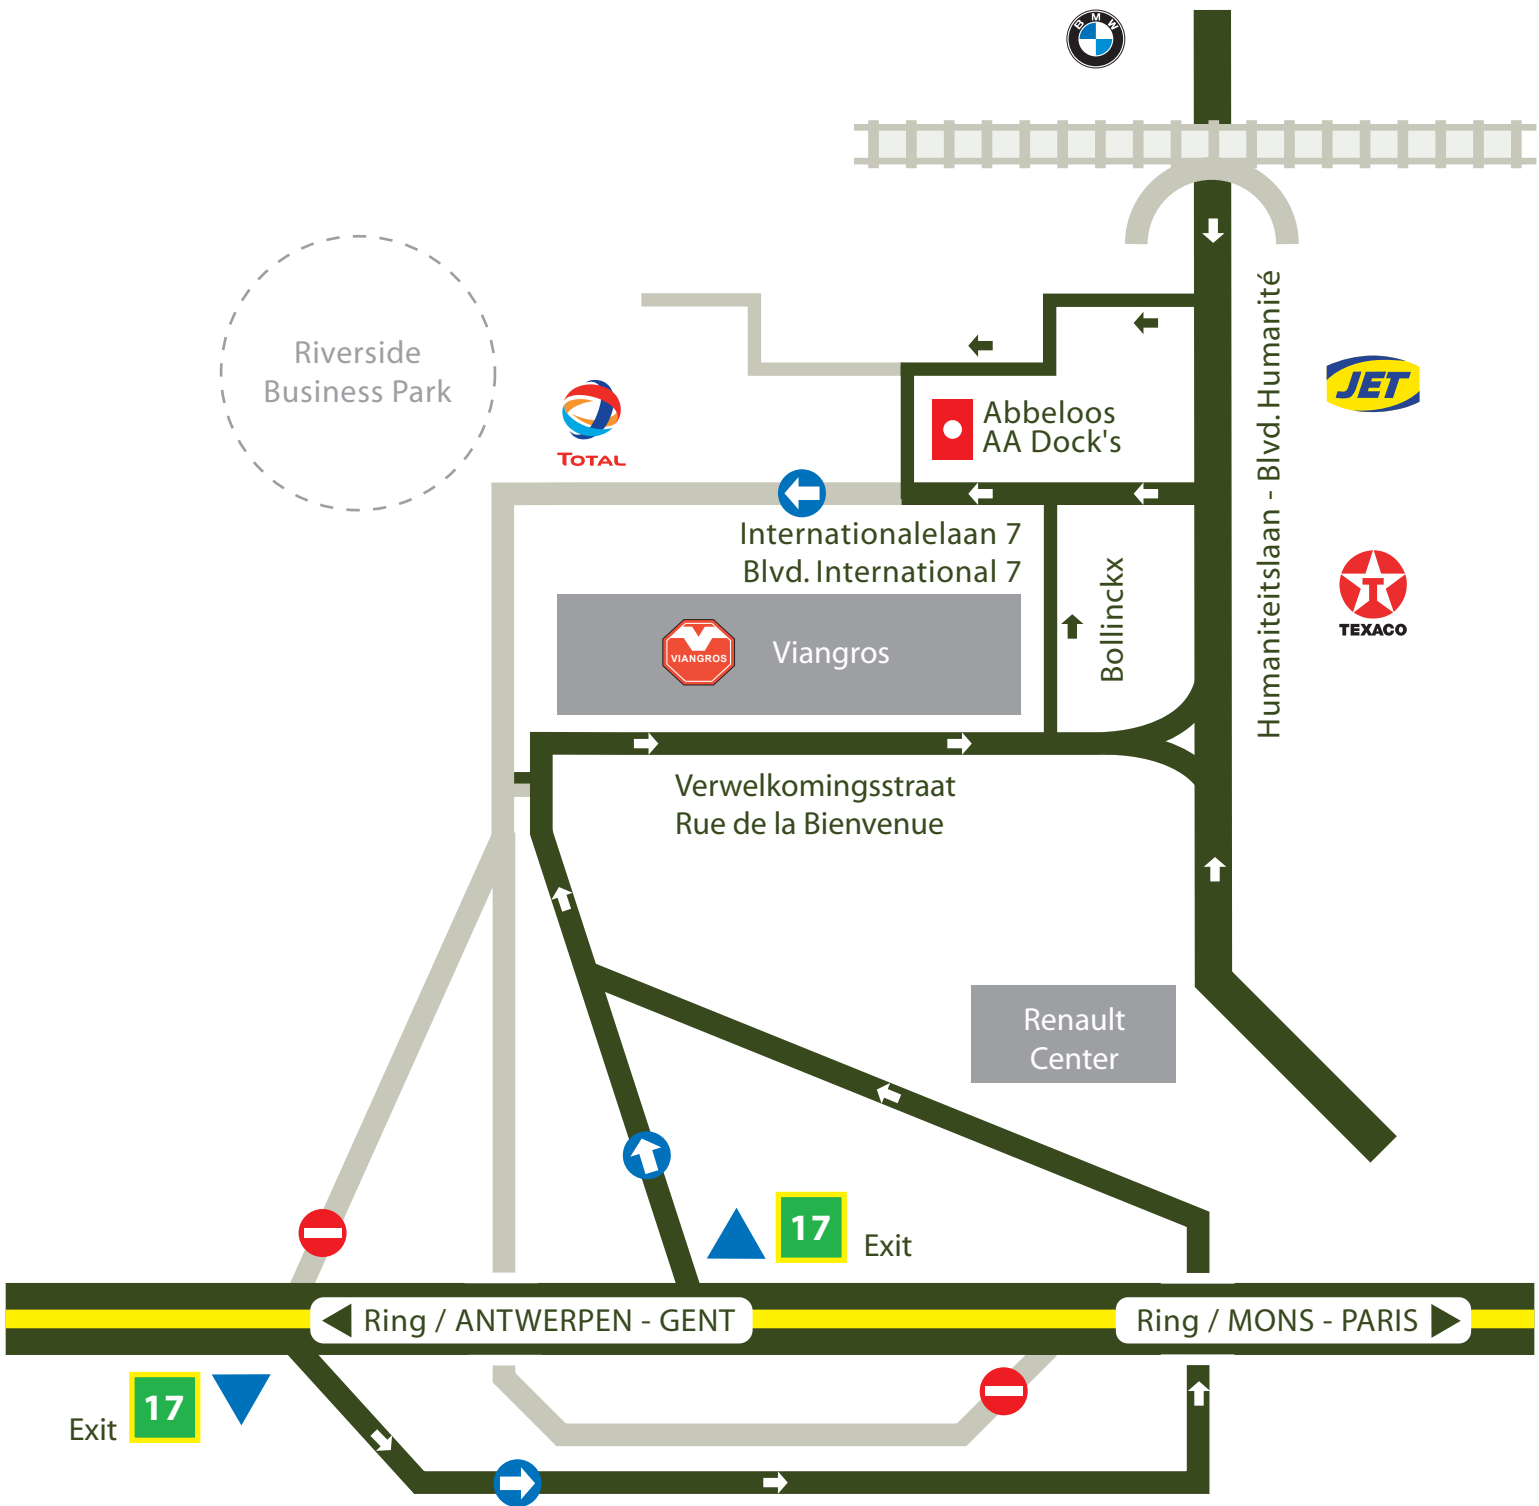 BMW
Humaniteitslaan - Blvd. Humanité
Riverside
Business Park
TOTAL
JET
Abbeloos
AA Dock's
Internationalelaan 7
Blvd. International 7
Bollinckx
T
TEXACO
VIANGROS
Viangros
Verwelkomingsstraat
Rue de la Bienvenue
Renault
Center
17
Exit
Ring / ANTWERPEN - GENT
Ring / MONS - PARIS
Exit
17